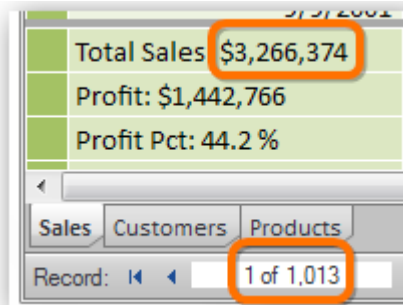 Total Sales $3,266,374
Profit: $1,442,766
Profit Pct: 44.2 %
Sales Customers Products
Record: 1 of 1,013